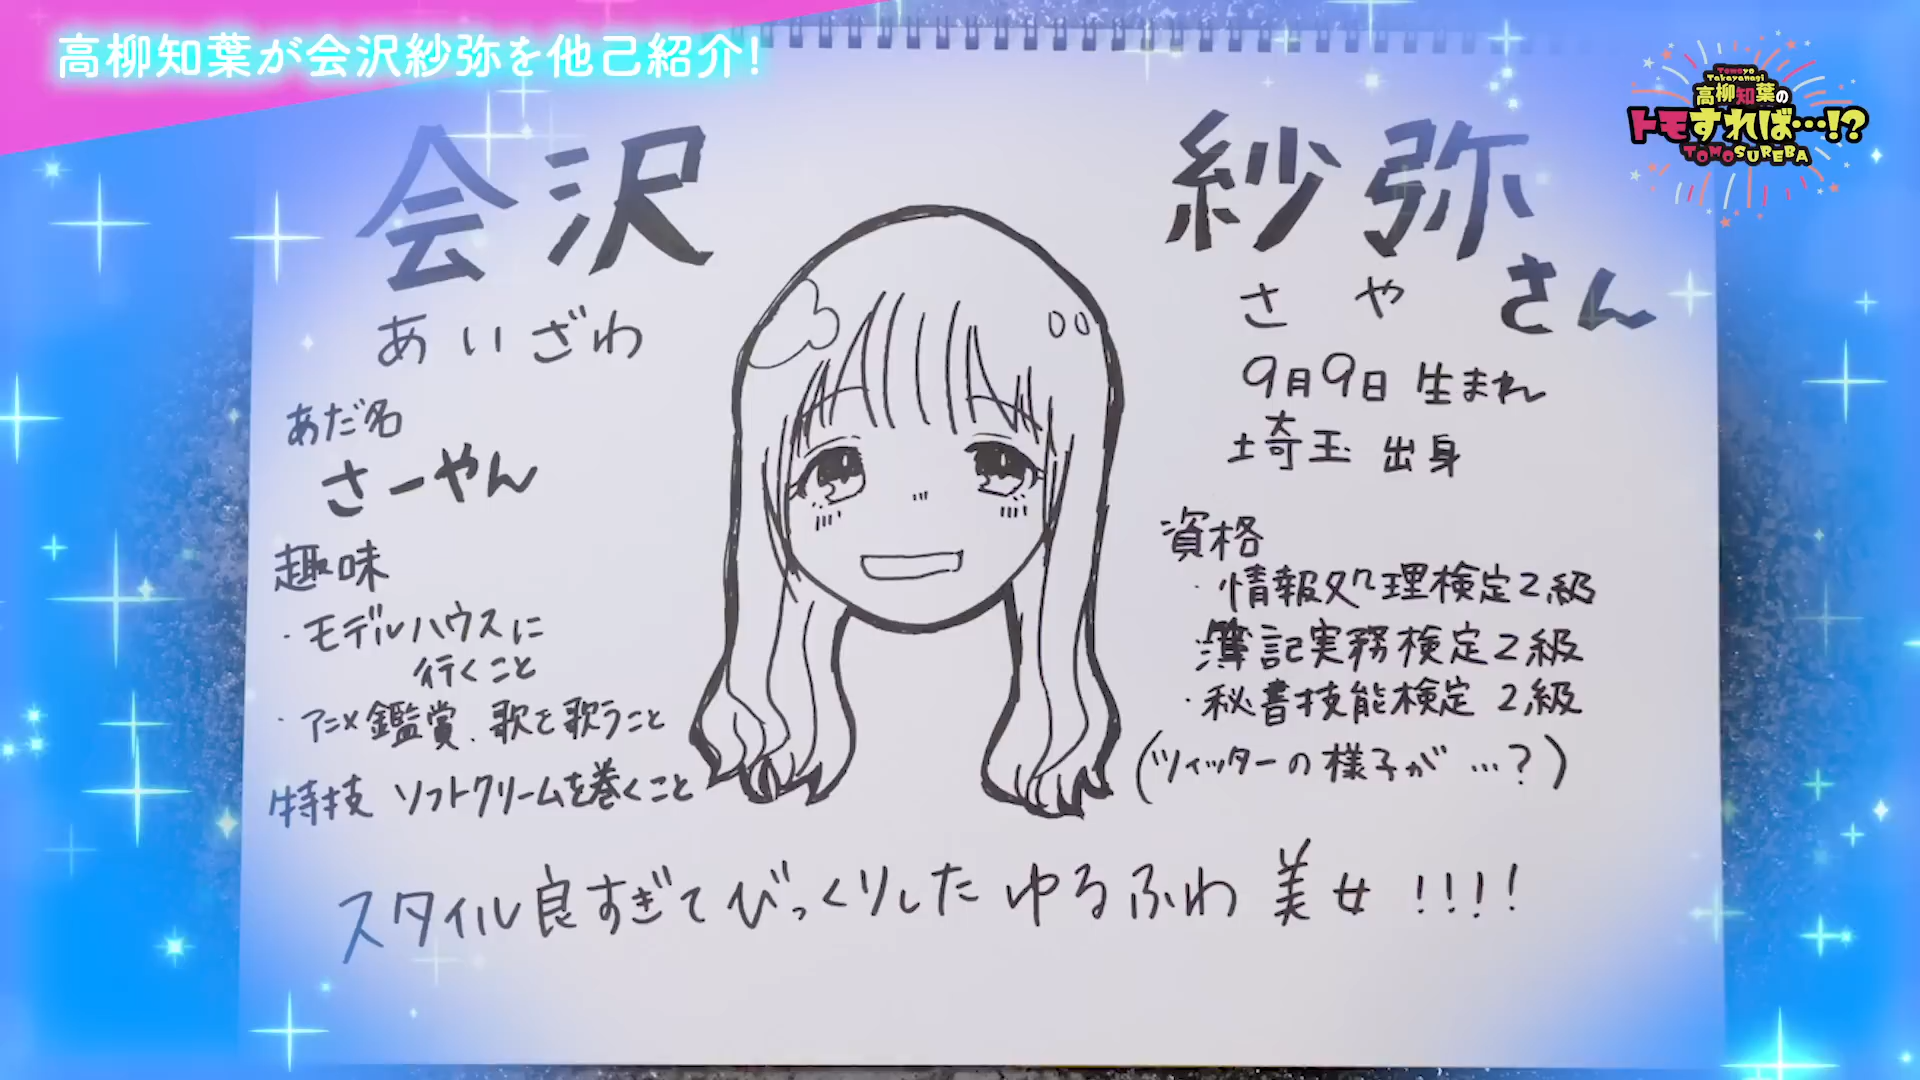 高柳知葉が会沢紗弥を他己紹介!
Tomoyo
Takayanagi
高柳知葉の
トモすれば…!?
TOMOSUREBA
会沢 紗弥さん
あいざわ さや
9月9日 生まれ
埼玉 出身
あだ名
さーやん
趣味
・モデルハウスに
行くこと
・アニメ鑑賞、歌を歌うこと
特技 ソフトクリームを巻くこと
資格
・情報処理検定2級
・簿記実務検定2級
・秘書技能検定 2級
(ツイッターの様子が …?)
スタイル良すぎてびっくりした ゆるふわ 美女 !!!!